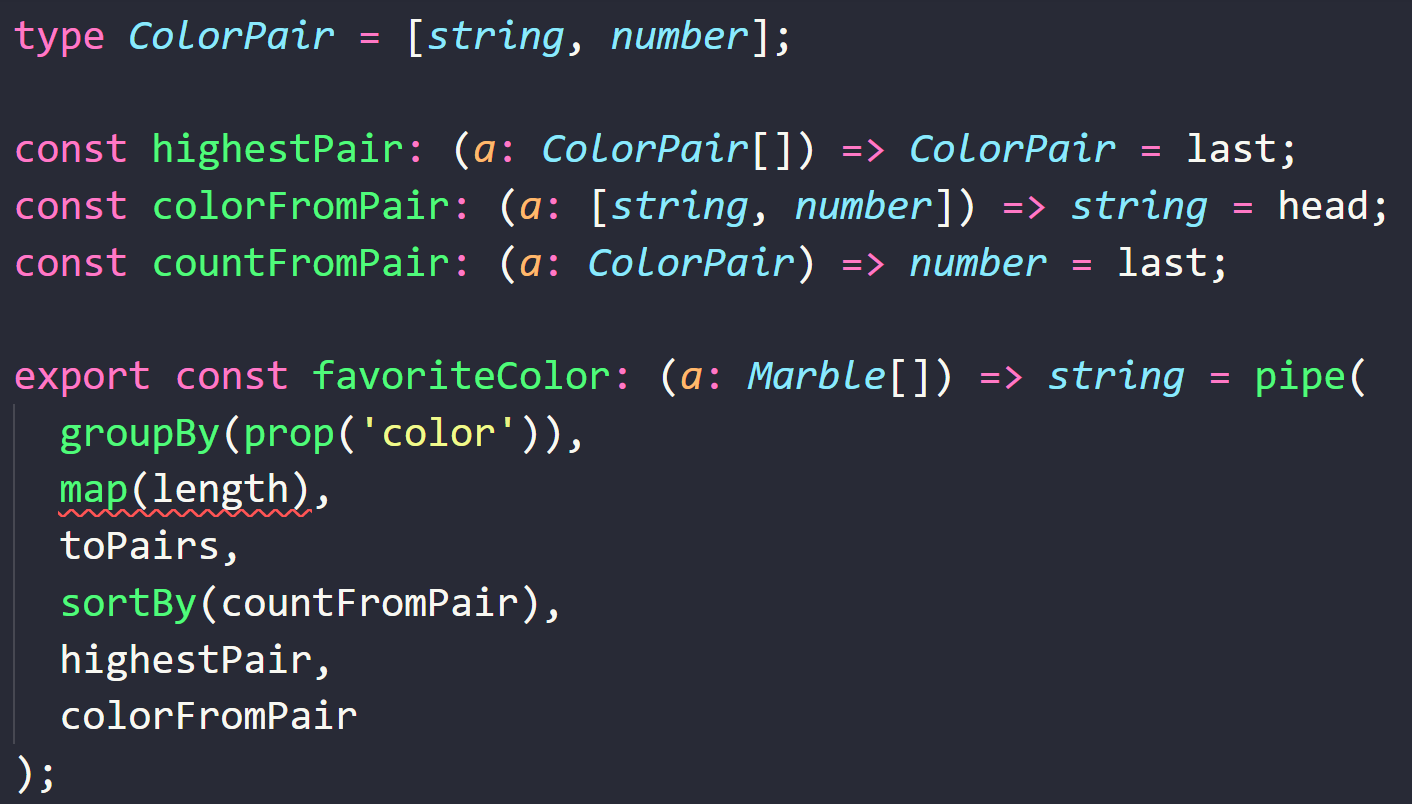 type ColorPair = [string, number];
const highestPair: (a: ColorPair[]) => ColorPair = last;
const colorFromPair: (a: [string, number]) => string = head;
const countFromPair: (a: ColorPair) => number = last;
export const favoriteColor: (a: Marble[]) => string = pipe(
groupBy(prop('color')),
map(length),
toPairs,
sortBy(countFromPair),
highestPair,
colorFromPair
);